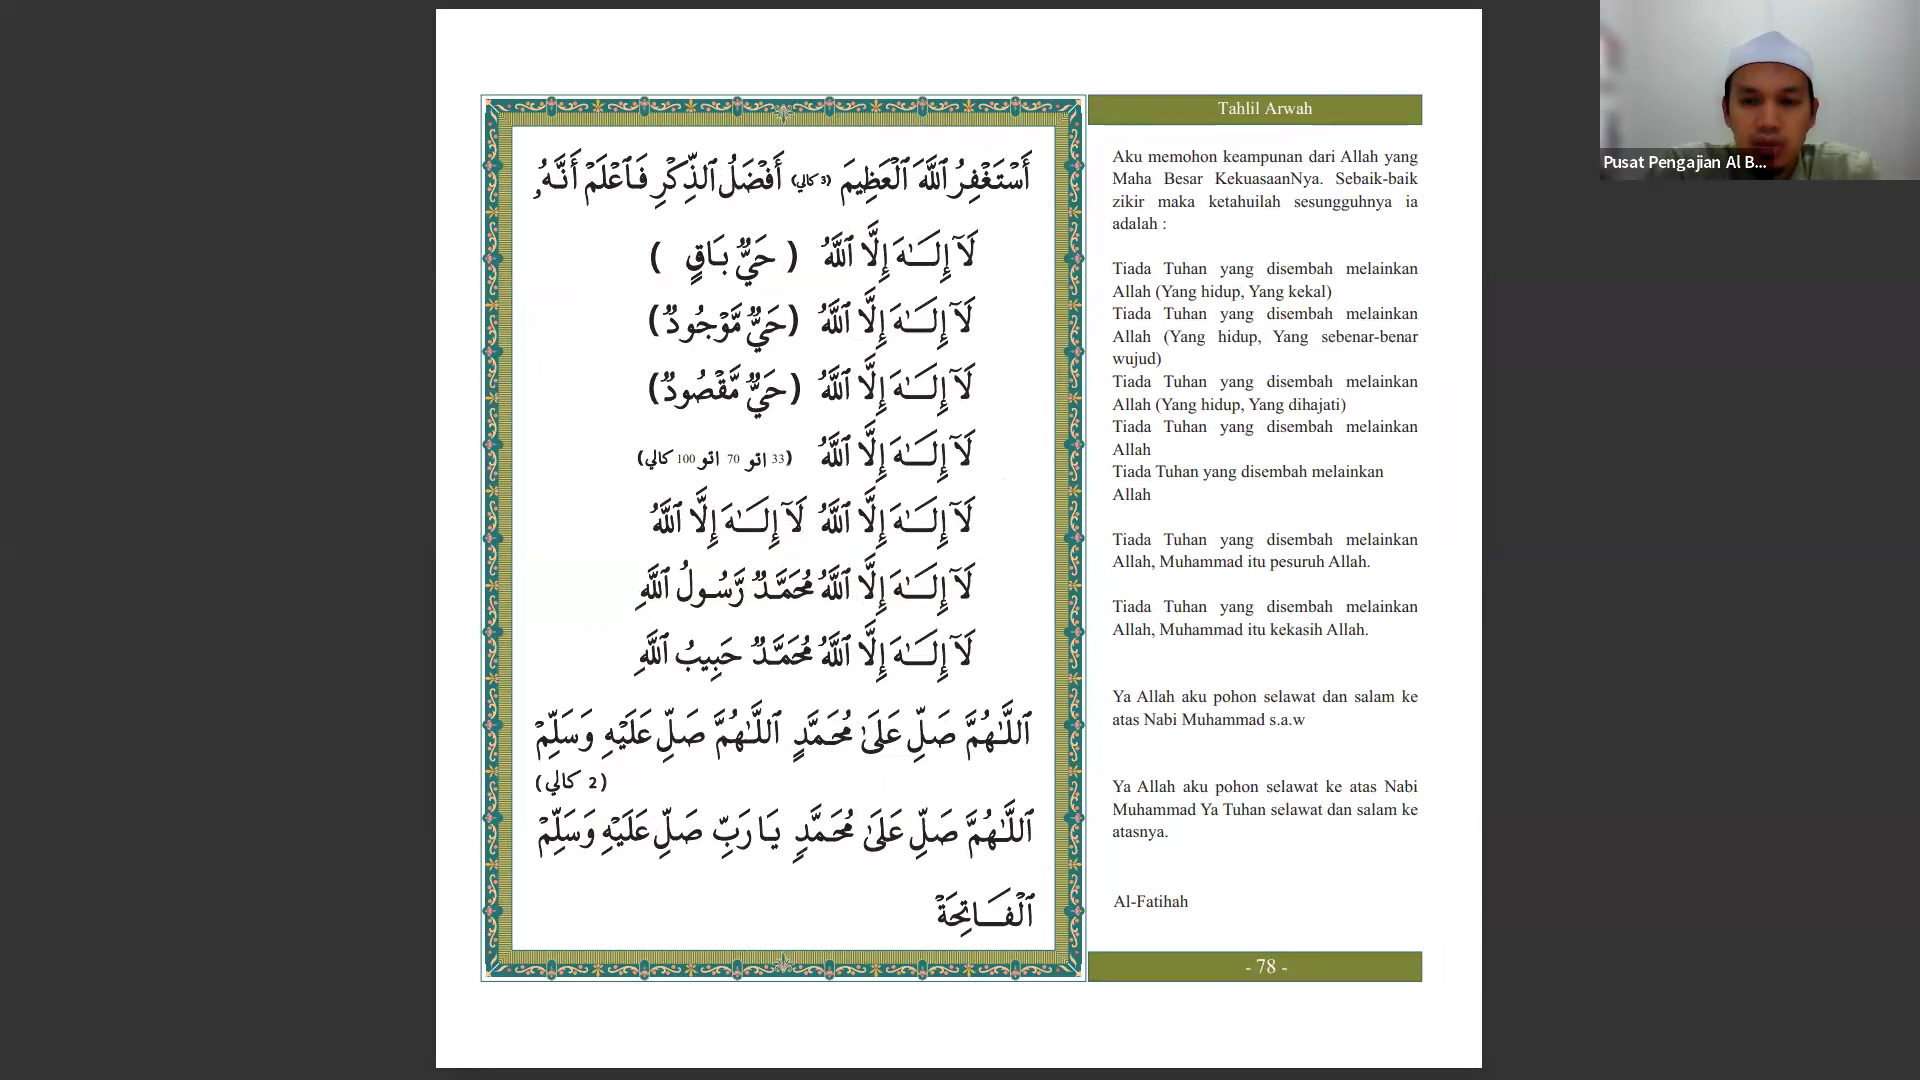 أَسْتَغْفِرُ ٱللَّهَ ٱلْعَظِيمَ (3 كالي) أَفْضَلُ ٱلذِّكْرِ فَٱعْلَمْ أَنَّهُۥ
لَآ إِلَـٰهَ إِلَّا ٱللَّهُ ( حَيٌّ بَاقٍ )
لَآ إِلَـٰهَ إِلَّا ٱللَّهُ (حَيٌّ مَّوْجُودٌ)
لَآ إِلَـٰهَ إِلَّا ٱللَّهُ (حَيٌّ مَّقْصُودٌ)
لَآ إِلَـٰهَ إِلَّا ٱللَّهُ (33 اتو 70 اتو 100 كالي)
لَآ إِلَـٰهَ إِلَّا ٱللَّهُ لَآ إِلَـٰهَ إِلَّا ٱللَّهُ
لَآ إِلَـٰهَ إِلَّا ٱللَّهُ مُحَمَّدٌ رَّسُولُ ٱللَّهِ
لَآ إِلَـٰهَ إِلَّا ٱللَّهُ مُحَمَّدٌ حَبِيبُ ٱللَّهِ
ٱللَّـٰهُمَّ صَلِّ عَلَىٰ مُحَمَّدٍ ٱللَّـٰهُمَّ صَلِّ عَلَيْهِ وَسَلِّمْ
(2 كالي)
ٱللَّـٰهُمَّ صَلِّ عَلَىٰ مُحَمَّدٍ يَا رَبِّ صَلِّ عَلَيْهِ وَسَلِّمْ
ٱلْفَـاتِحَةْ
Tahlil Arwah
Aku memohon keampunan dari Allah yang
Maha Besar KekuasaanNya. Sebaik-baik
zikir maka ketahuilah sesungguhnya ia
adalah :
Tiada Tuhan yang disembah melainkan
Allah (Yang hidup, Yang kekal)
Tiada Tuhan yang disembah melainkan
Allah (Yang hidup, Yang sebenar-benar
wujud)
Tiada Tuhan yang disembah melainkan
Allah (Yang hidup, Yang dihajati)
Tiada Tuhan yang disembah melainkan
Allah
Tiada Tuhan yang disembah melainkan
Allah
Tiada Tuhan yang disembah melainkan
Allah, Muhammad itu pesuruh Allah.
Tiada Tuhan yang disembah melainkan
Allah, Muhammad itu kekasih Allah.
Ya Allah aku pohon selawat dan salam ke
atas Nabi Muhammad s.a.w
Ya Allah aku pohon selawat ke atas Nabi
Muhammad Ya Tuhan selawat dan salam ke
atasnya.
Al-Fatihah
- 78 -
Pusat Pengajian Al B...